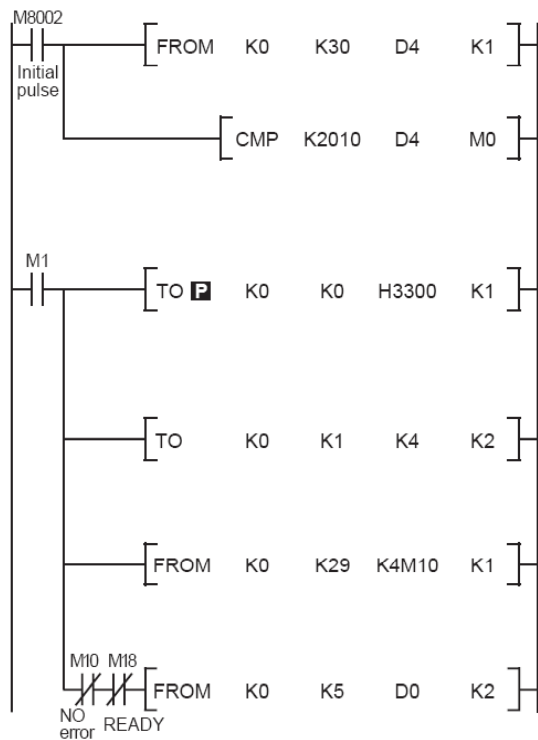 M8002
FROM K0 K30 D4 K1
Initial
pulse
CMP K2010 D4 M0
M1
TO P K0 K0 H3300 K1
TO K0 K1 K4 K2
FROM K0 K29 K4M10 K1
M10 M18
FROM K0 K5 D0 K2
NO
error
READY